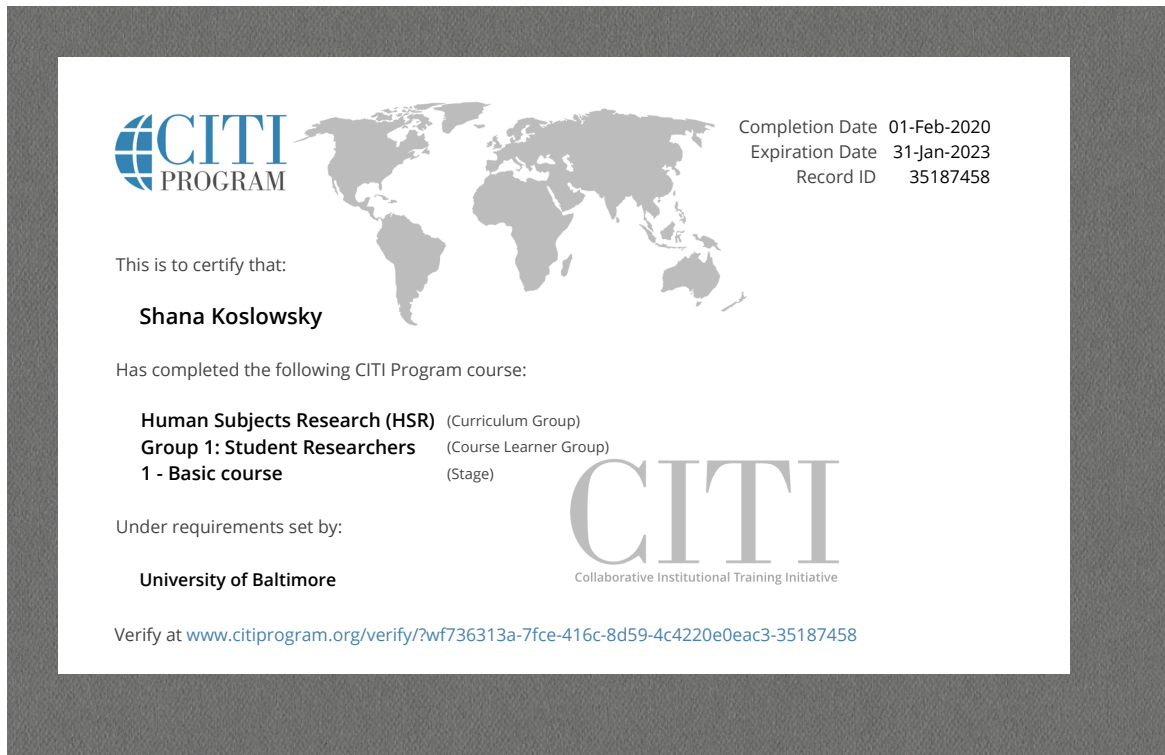 CITI
PROGRAM
Completion Date 01-Feb-2020
Expiration Date 31-Jan-2023
Record ID 35187458
This is to certify that:
Shana Koslowsky
Has completed the following CITI Program course:
Human Subjects Research (HSR) (Curriculum Group)
Group 1: Student Researchers (Course Learner Group)
1 - Basic course (Stage)
Under requirements set by:
University of Baltimore
CITI
Collaborative Institutional Training Initiative
Verify at www.citiprogram.org/verify/?wf736313a-7fce-416c-8d59-4c4220e0eac3-35187458